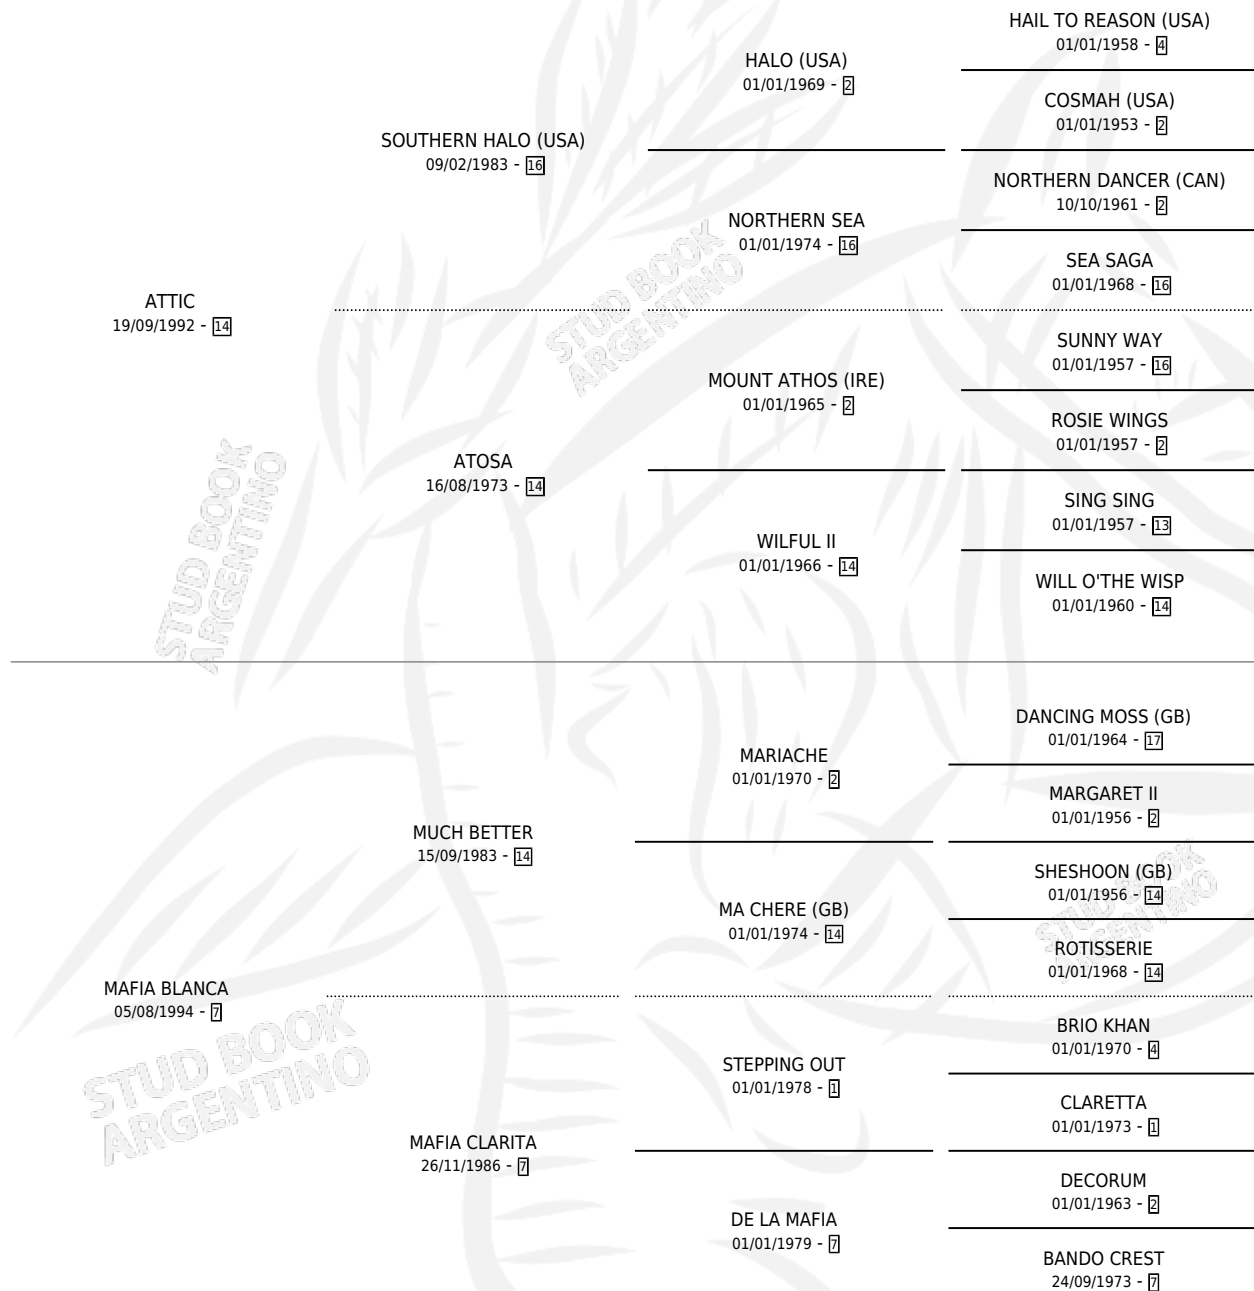 HAIL TO REASON (USA)
01/01/1958 - 4
HALO (USA)
01/01/1969 - 2
COSMAH (USA)
01/01/1953 - 2
SOUTHERN HALO (USA)
09/02/1983 - 16
NORTHERN DANCER (CAN)
10/10/1961 - 2
NORTHERN SEA
01/01/1974 - 16
SEA SAGA
01/01/1968 - 16
ATTIC
19/09/1992 - 14
SUNNY WAY
01/01/1957 - 16
MOUNT ATHOS (IRE)
01/01/1965 - 2
ROSIE WINGS
01/01/1957 - 2
ATOSA
16/08/1973 - 14
SING SING
01/01/1957 - 13
WILFUL II
01/01/1966 - 14
WILL O'THE WISP
01/01/1960 - 14
DANCING MOSS (GB)
01/01/1964 - 17
MARIACHE
01/01/1970 - 2
MARGARET II
01/01/1956 - 2
MUCH BETTER
15/09/1983 - 14
SHESHOON (GB)
01/01/1956 - 14
MA CHERE (GB)
01/01/1974 - 14
ROTISSERIE
01/01/1968 - 14
MAFIA BLANCA
05/08/1994 - 7
BRIO KHAN
01/01/1970 - 4
STEPPING OUT
01/01/1978 - 1
CLARETTA
01/01/1973 - 1
MAFIA CLARITA
26/11/1986 - 7
DECORUM
01/01/1963 - 2
DE LA MAFIA
01/01/1979 - 7
BANDO CREST
24/09/1973 - 7
STUD BOOK
ARGENTINO
STUD BOOK
ARGENTINO
STUD BOOK
ARGENTINO
STUD BOOK
ARGENTINO